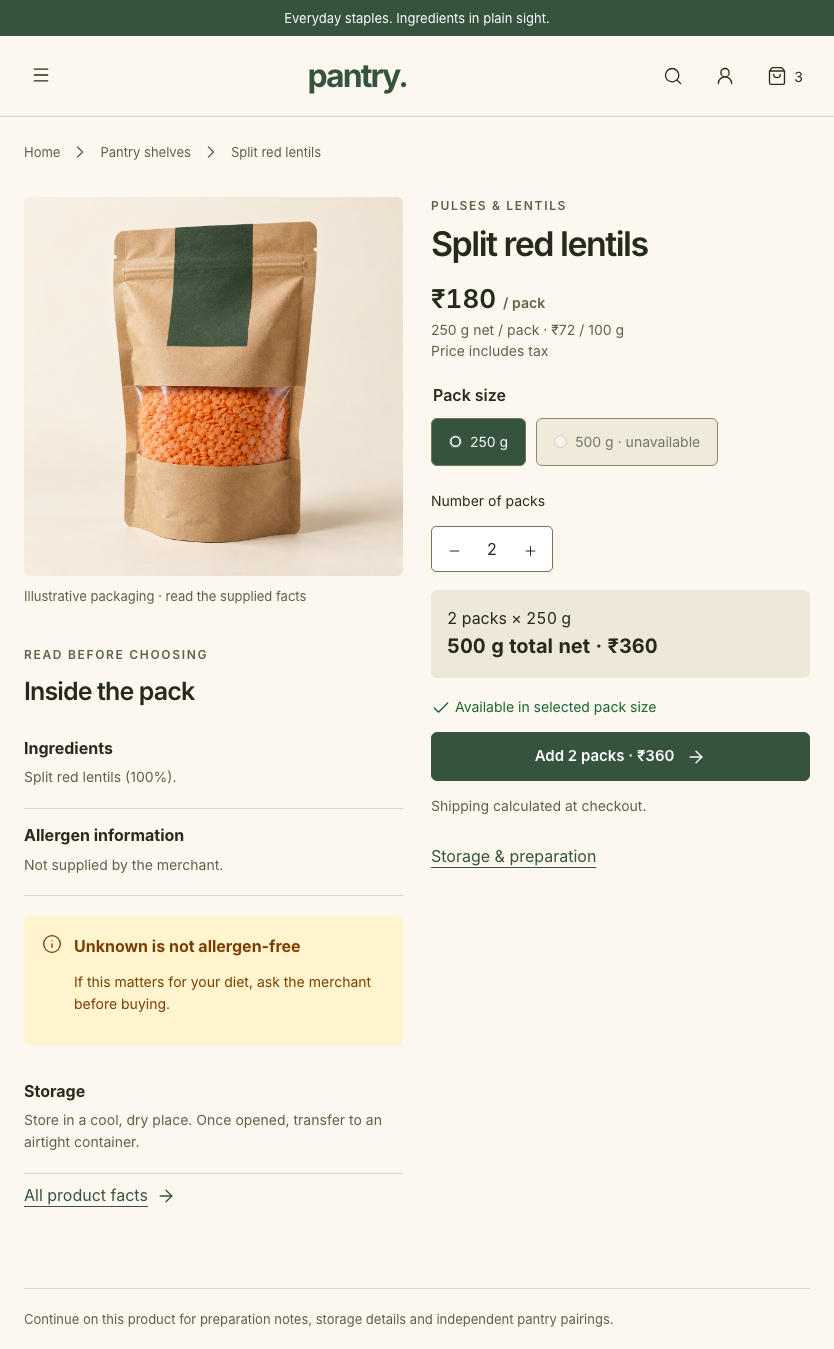 Everyday staples. Ingredients in plain sight.
pantry.
3
Home
Pantry shelves
Split red lentils
Illustrative packaging · read the supplied facts
READ BEFORE CHOOSING
Inside the pack
Ingredients
Split red lentils (100%).
Allergen information
Not supplied by the merchant.
Unknown is not allergen-free
If this matters for your diet, ask the merchant
before buying.
Storage
Store in a cool, dry place. Once opened, transfer to an
airtight container.
All product facts
PULSES & LENTILS
Split red lentils
₹180 / pack
250 g net / pack · ₹72 / 100 g
Price includes tax
Pack size
250 g
500 g · unavailable
Number of packs
− 2 +
2 packs × 250 g
500 g total net · ₹360
Available in selected pack size
Add 2 packs · ₹360
Shipping calculated at checkout.
Storage & preparation
Continue on this product for preparation notes, storage details and independent pantry pairings.